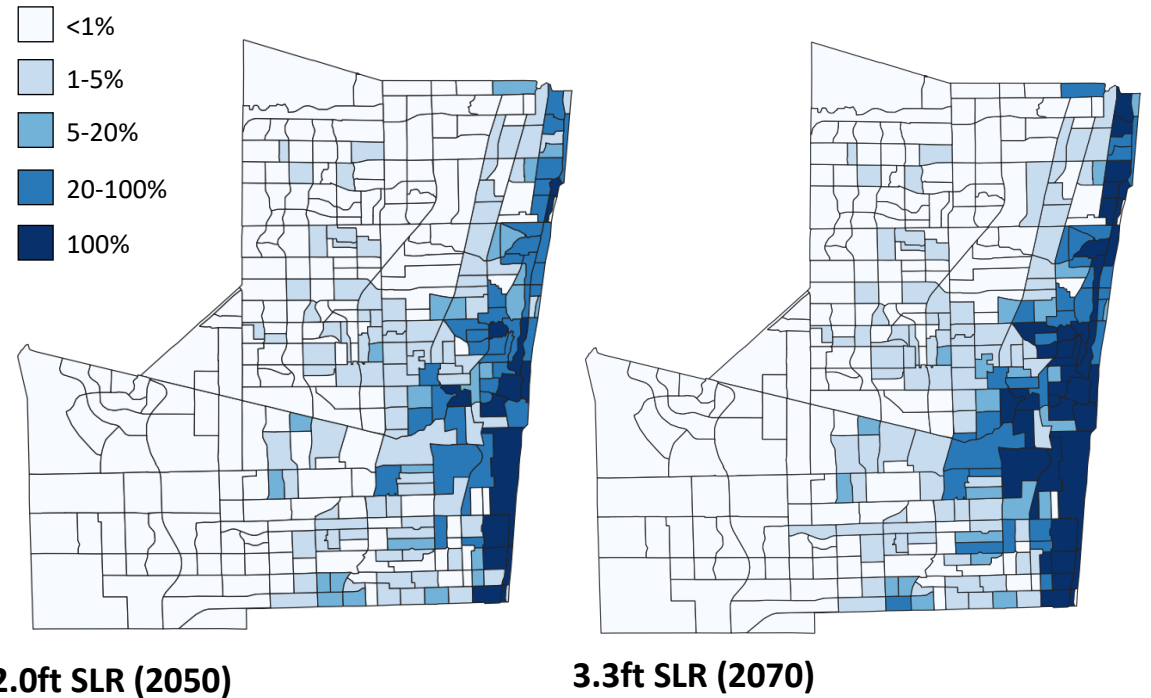 <1%
1-5%
5-20%
20-100%
100%
2.0ft SLR (2050)
3.3ft SLR (2070)